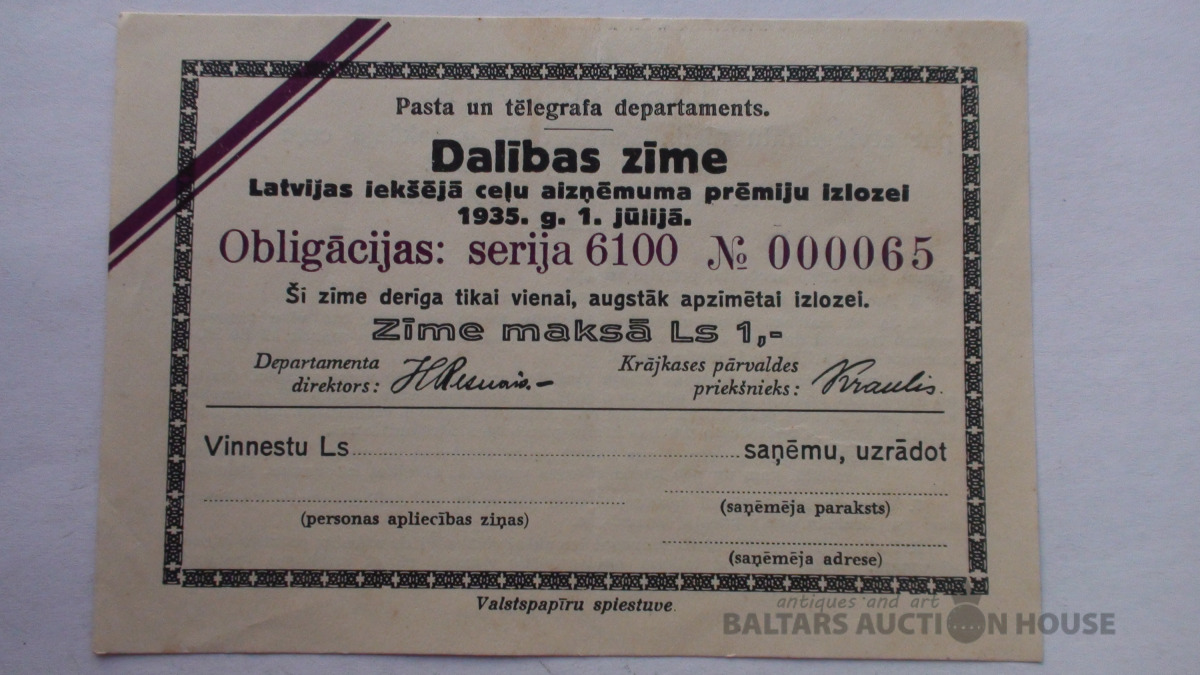 Pasta un tēlegrafa departaments.
Dalības zīme
Latvijas iekšējā ceļu aizņēmuma prēmiju izlozei
1935. g. 1. jūlijā.
Obligācijas: serija 6100 № 000065
Šī zīme derīga tikai vienai, augstāk apzīmētai izlozei.
Zīme maksā Ls 1,-
Departamenta direktors:
Krājkases pārvaldes priekšnieks: Kraulis.
Vinnestu Ls saņēmu, uzrādot
(personas apliecības ziņas)
(saņēmēja paraksts)
(saņēmēja adrese)
Valstspapīru spiestuve.
antiques and art
BALTARS AUCTION HOUSE